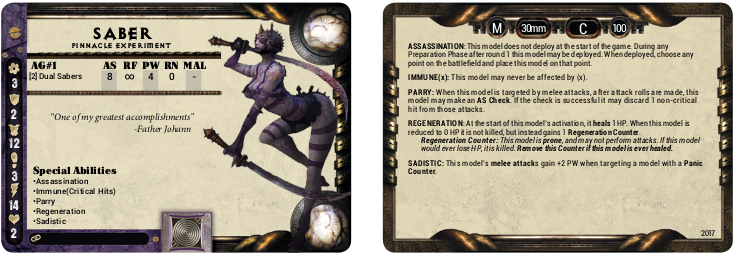 SABER
PINNACLE EXPERIMENT
AG#1 AS RF PW RN MAL
[2] Dual Sabers 8 ∞ 4 0 -
3
2
12
3
14
2
"One of my greatest accomplishments"
-Father Johann
Special Abilities
•Assassination
•Immune(Critical Hits)
•Parry
•Regeneration
•Sadistic
M 30mm C 100
ASSASSINATION: This model does not deploy at the start of the game. During any
Preparation Phase after round 1 this model may be deployed. When deployed, choose any
point on the battlefield and place this model on that point.
IMMUNE(x): This model may never be affected by (x).
PARRY: When this model is targeted by melee attacks, after attack rolls are made, this
model may make an AS Check. If the check is successful it may discard 1 non-critical
hit from those attacks.
REGENERATION: At the start of this model's activation, it heals 1 HP. When this model is
reduced to 0 HP it is not killed, but instead gains 1 Regeneration Counter.
Regeneration Counter: This model is prone, and may not perform attacks. If this model
would ever lose HP, it is killed. Remove this Counter if this model is ever healed.
SADISTIC: This model's melee attacks gain +2 PW when targeting a model with a Panic
Counter.
2017